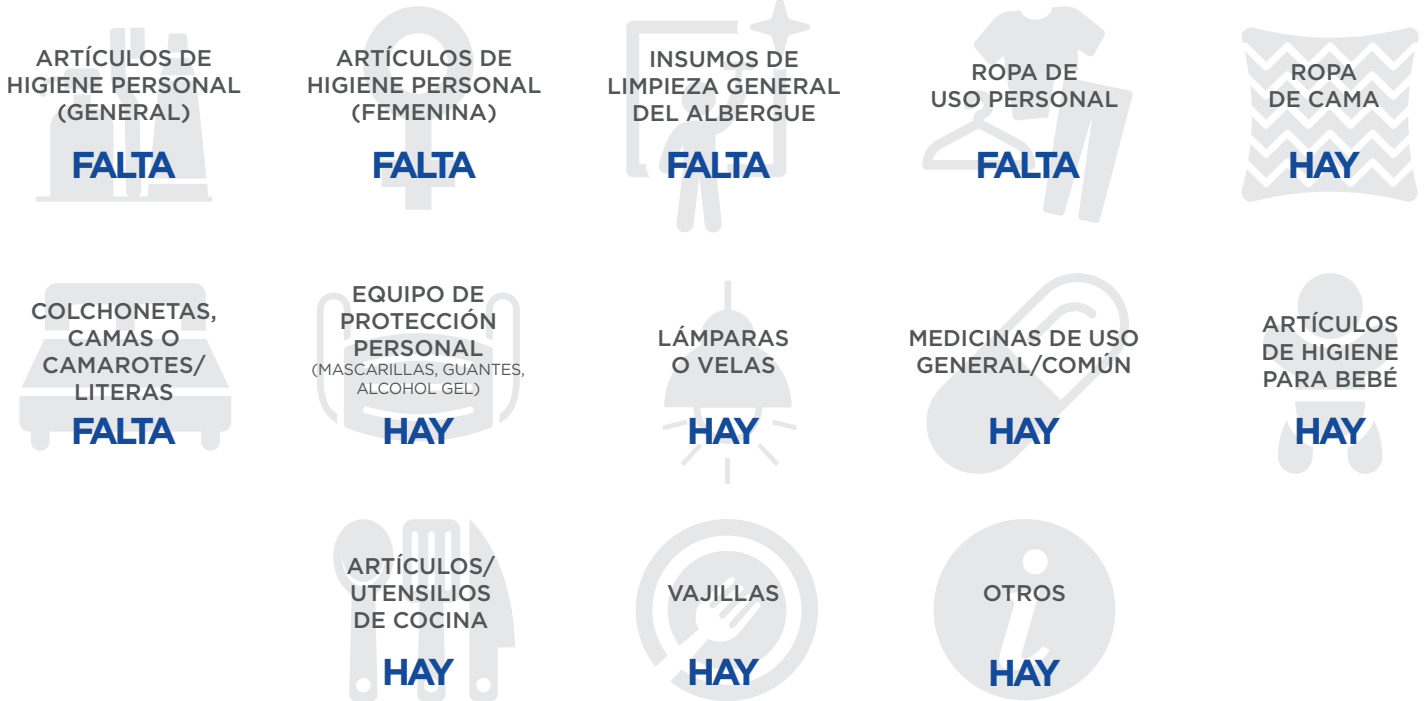 ARTÍCULOS DE
HIGIENE PERSONAL
(GENERAL)
FALTA
ARTÍCULOS DE
HIGIENE PERSONAL
(FEMENINA)
FALTA
INSUMOS DE
LIMPIEZA GENERAL
DEL ALBERGUE
FALTA
ROPA DE
USO PERSONAL
FALTA
ROPA
DE CAMA
HAY
COLCHONETAS,
CAMAS O
CAMAROTES/
LITERAS
FALTA
EQUIPO DE
PROTECCIÓN
PERSONAL
(MASCARILLAS, GUANTES,
ALCOHOL GEL)
HAY
LÁMPARAS
O VELAS
HAY
MEDICINAS DE USO
GENERAL/COMÚN
HAY
ARTÍCULOS
DE HIGIENE
PARA BEBÉ
HAY
ARTÍCULOS/
UTENSILIOS
DE COCINA
HAY
VAJILLAS
HAY
OTROS
HAY